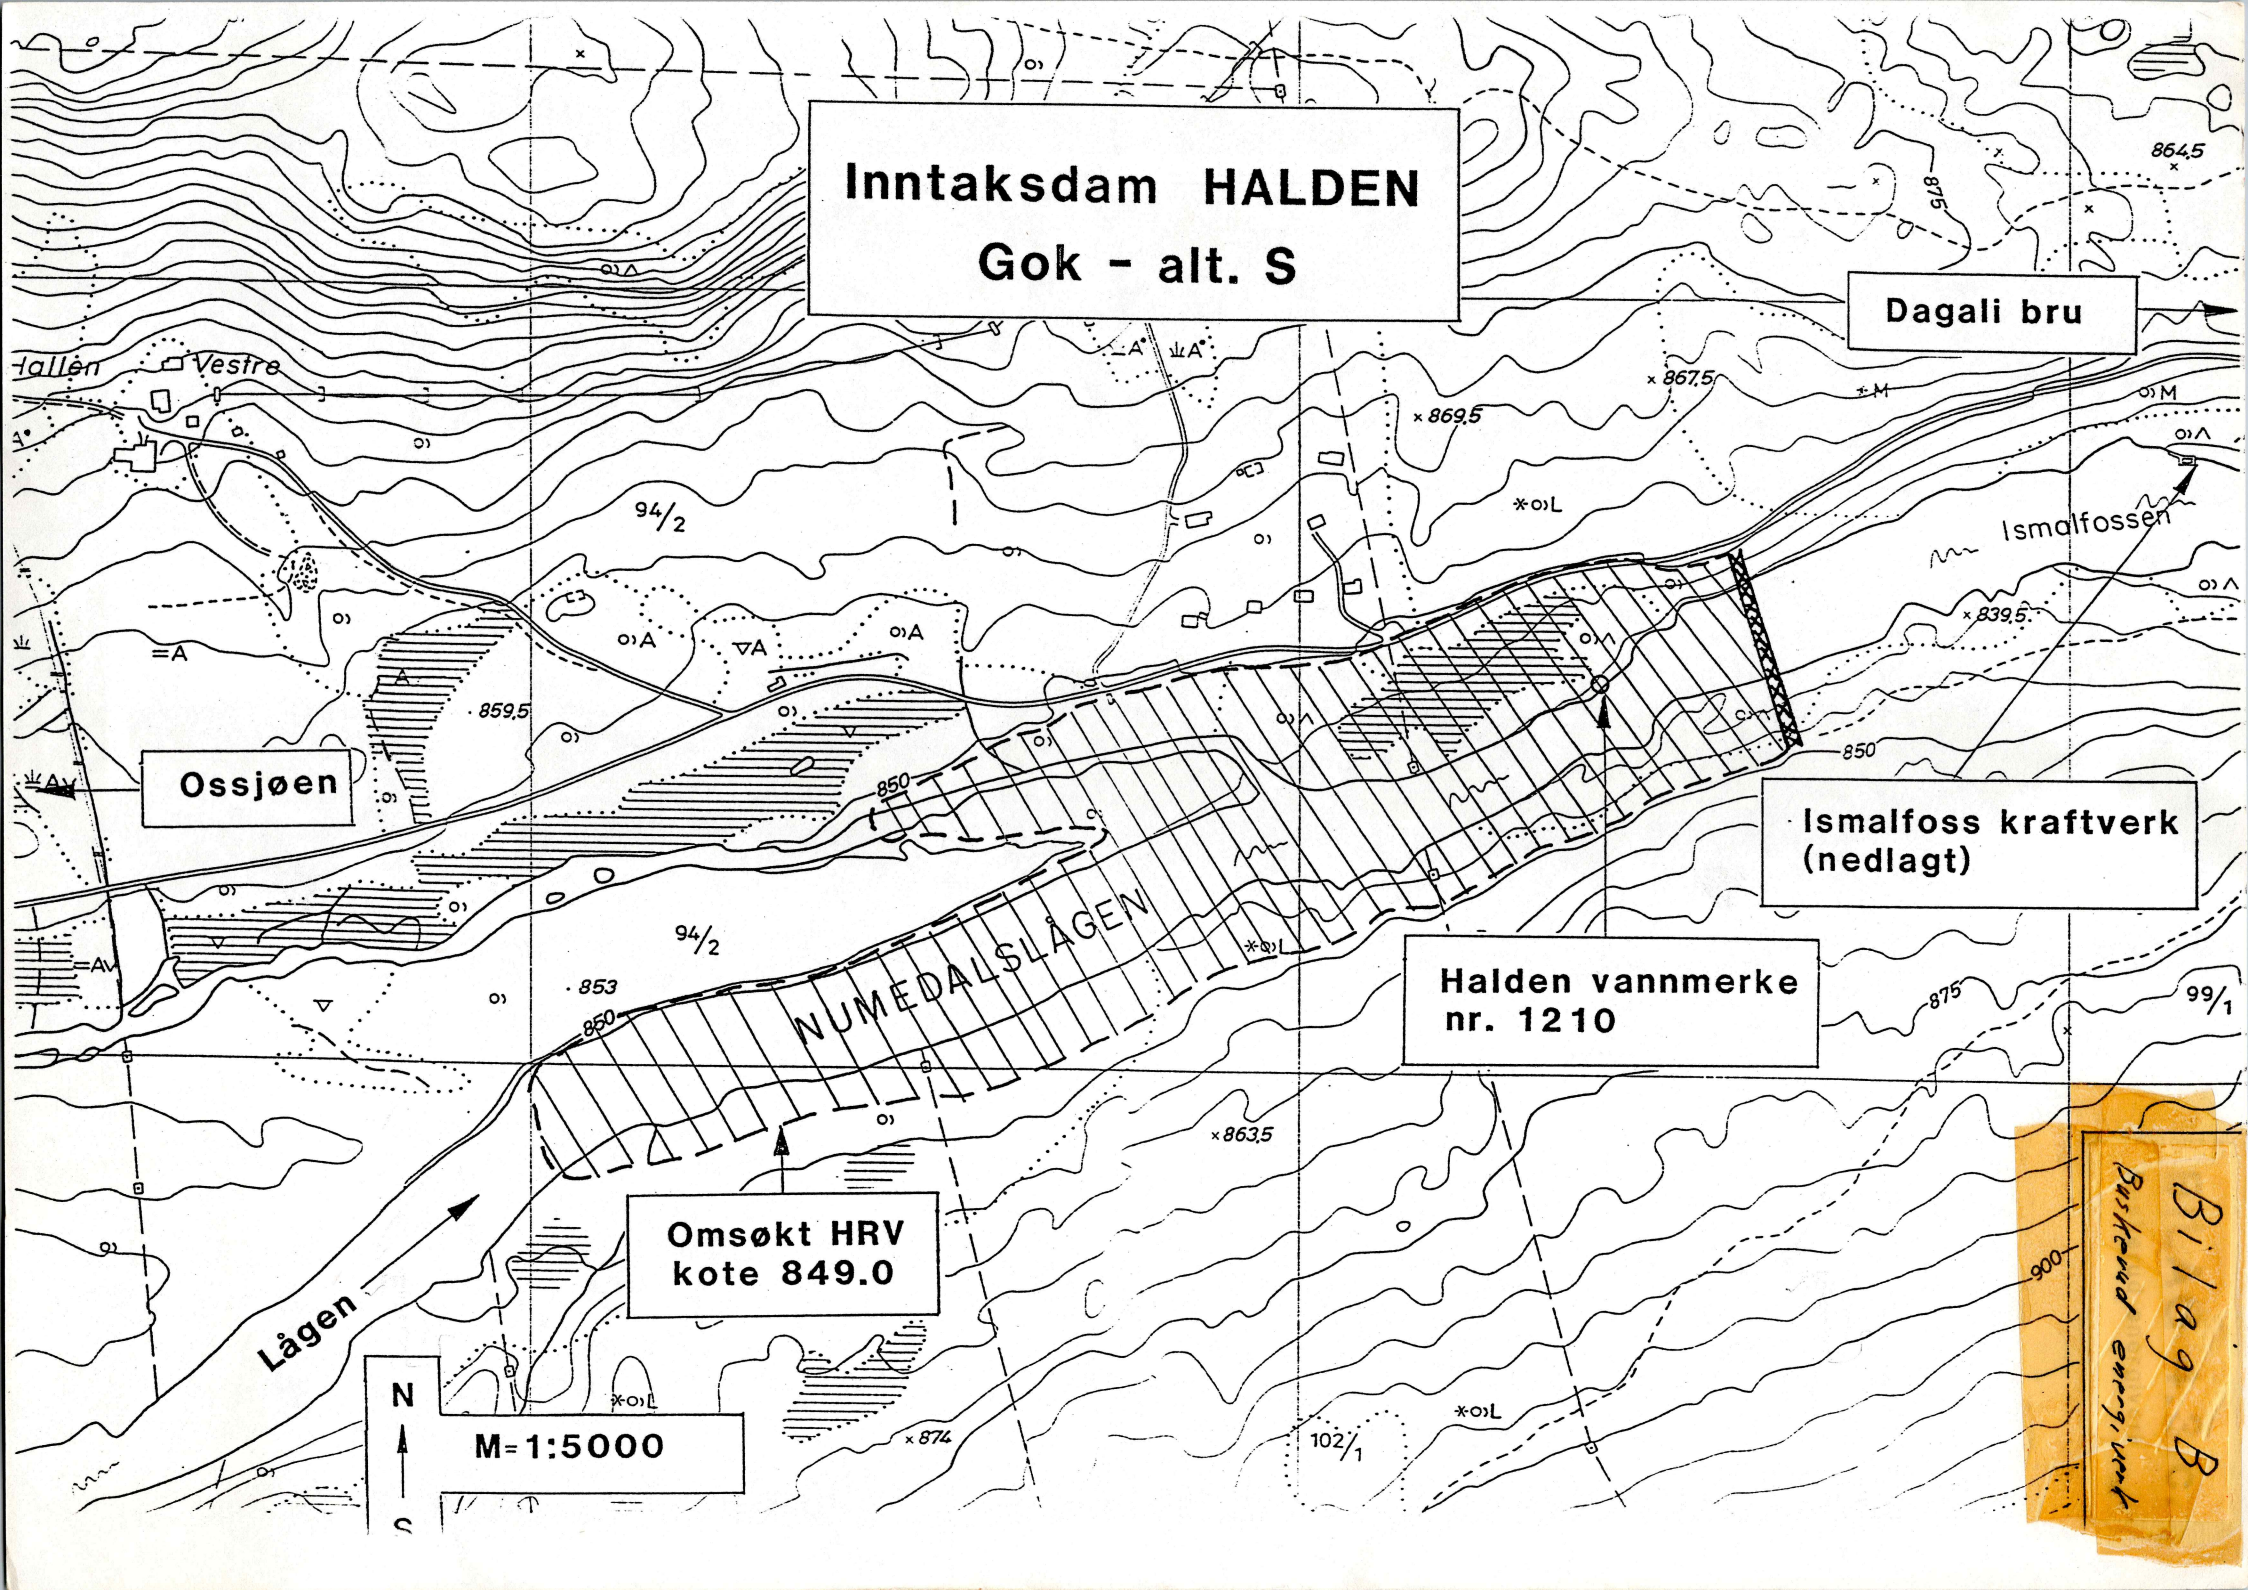 Inntaksdam HALDEN
Gok - alt. S
864,5
875
Dagali bru
Vestre
A
A
× 867,5
× 869,5
M
M
94/2
L
Ismalfossen
× 839,5
=A
A
A
A
A
859,5
850
850
Ossjøen
Ismalfoss kraftverk
(nedlagt)
94/2
NUMEDALSLÅGEN
L
=Av
853
850
Halden vannmerke
nr. 1210
875
99/1
× 863,5
Omsøkt HRV
kote 849.0
900
Lågen
N
S
M=1:5000
L
× 874
L
102/1
Bilag B
Buskerud energiverk